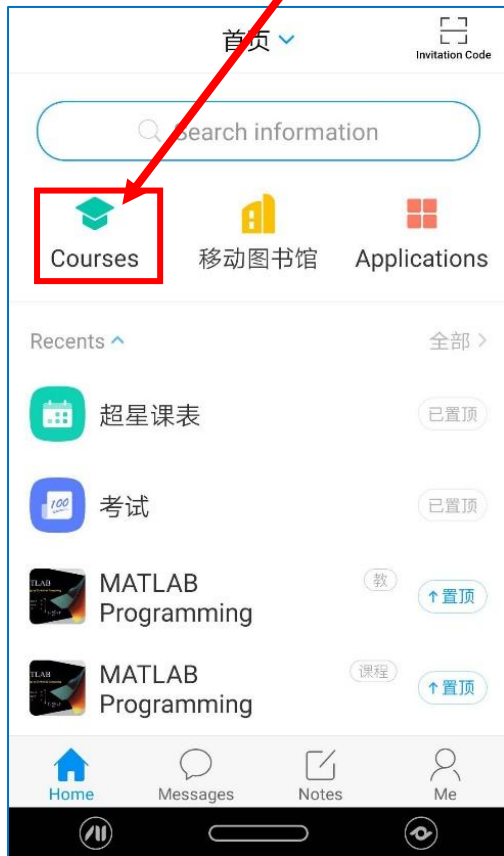 首页
Invitation Code
Search information
Courses
移动图书馆
Applications
Recents
全部
超星课表
已置顶
100
考试
已置顶
MATLAB
Programming
教
置顶
MATLAB
Programming
课程
置顶
Home
Messages
Notes
Me